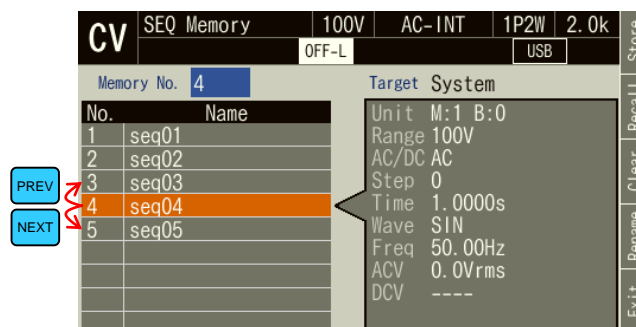 CV SEQ Memory 100V AC-INT 1P2W 2.0k
OFF-L USB
Memory No. 4 Target System
No. Name
1 seq01
2 seq02
3 seq03
4 seq04
5 seq05
PREV
NEXT
Unit M:1 B:0
Range 100V
AC/DC AC
Step 0
Time 1.0000s
Wave SIN
Freq 50.00Hz
ACV 0.0Vrms
DCV ----
Store
Recall
Clear
Rename
Exit